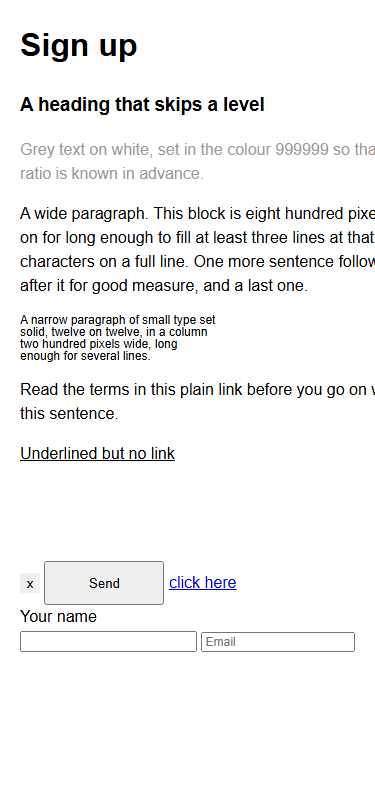 Sign up
A heading that skips a level
Grey text on white, set in the colour 999999 so
ratio is known in advance.
A wide paragraph. This block is eight hundred
on for long enough to fill at least three lines at that
characters on a full line. One more sentence
after it for good measure, and a last one.
A narrow paragraph of small type set
solid, twelve on twelve, in a column
two hundred pixels wide, long
enough for several lines.
Read the terms in this plain link before you go on
this sentence.
Underlined but no link
x Send click here
Your name
Email